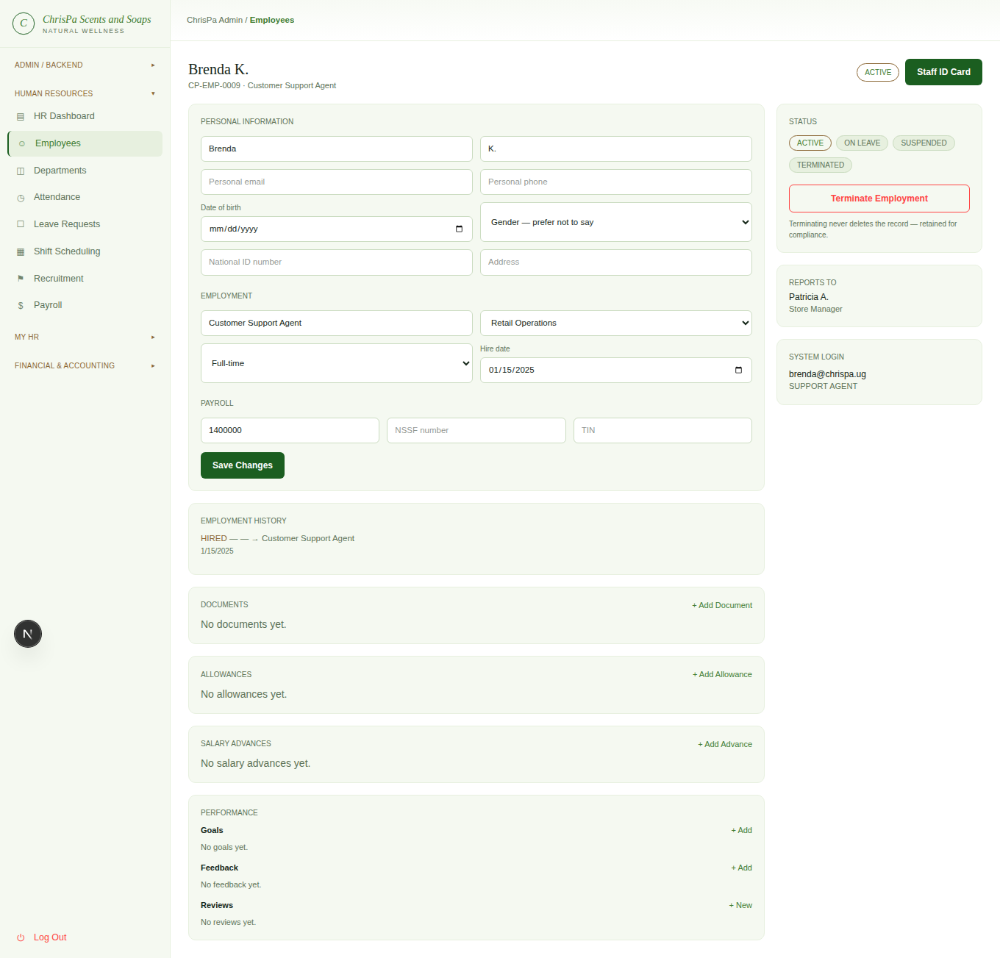 C
ChrisPa Scents and Soaps
NATURAL WELLNESS
ADMIN / BACKEND
HUMAN RESOURCES
HR Dashboard
Employees
Departments
Attendance
Leave Requests
Shift Scheduling
Recruitment
$ Payroll
MY HR
FINANCIAL & ACCOUNTING
N
Log Out
ChrisPa Admin / Employees
Brenda K.
CP-EMP-0009 · Customer Support Agent
ACTIVE
Staff ID Card
PERSONAL INFORMATION
Brenda
K.
Personal email
Personal phone
Date of birth
mm/dd/yyyy
Gender — prefer not to say
National ID number
Address
EMPLOYMENT
Customer Support Agent
Retail Operations
Full-time
Hire date
01/15/2025
PAYROLL
1400000
NSSF number
TIN
Save Changes
EMPLOYMENT HISTORY
HIRED — — → Customer Support Agent
1/15/2025
DOCUMENTS
+ Add Document
No documents yet.
ALLOWANCES
+ Add Allowance
No allowances yet.
SALARY ADVANCES
+ Add Advance
No salary advances yet.
PERFORMANCE
Goals
+ Add
No goals yet.
Feedback
+ Add
No feedback yet.
Reviews
+ New
No reviews yet.
STATUS
ACTIVE
ON LEAVE
SUSPENDED
TERMINATED
Terminate Employment
Terminating never deletes the record — retained for
compliance.
REPORTS TO
Patricia A.
Store Manager
SYSTEM LOGIN
brenda@chrispa.ug
SUPPORT AGENT